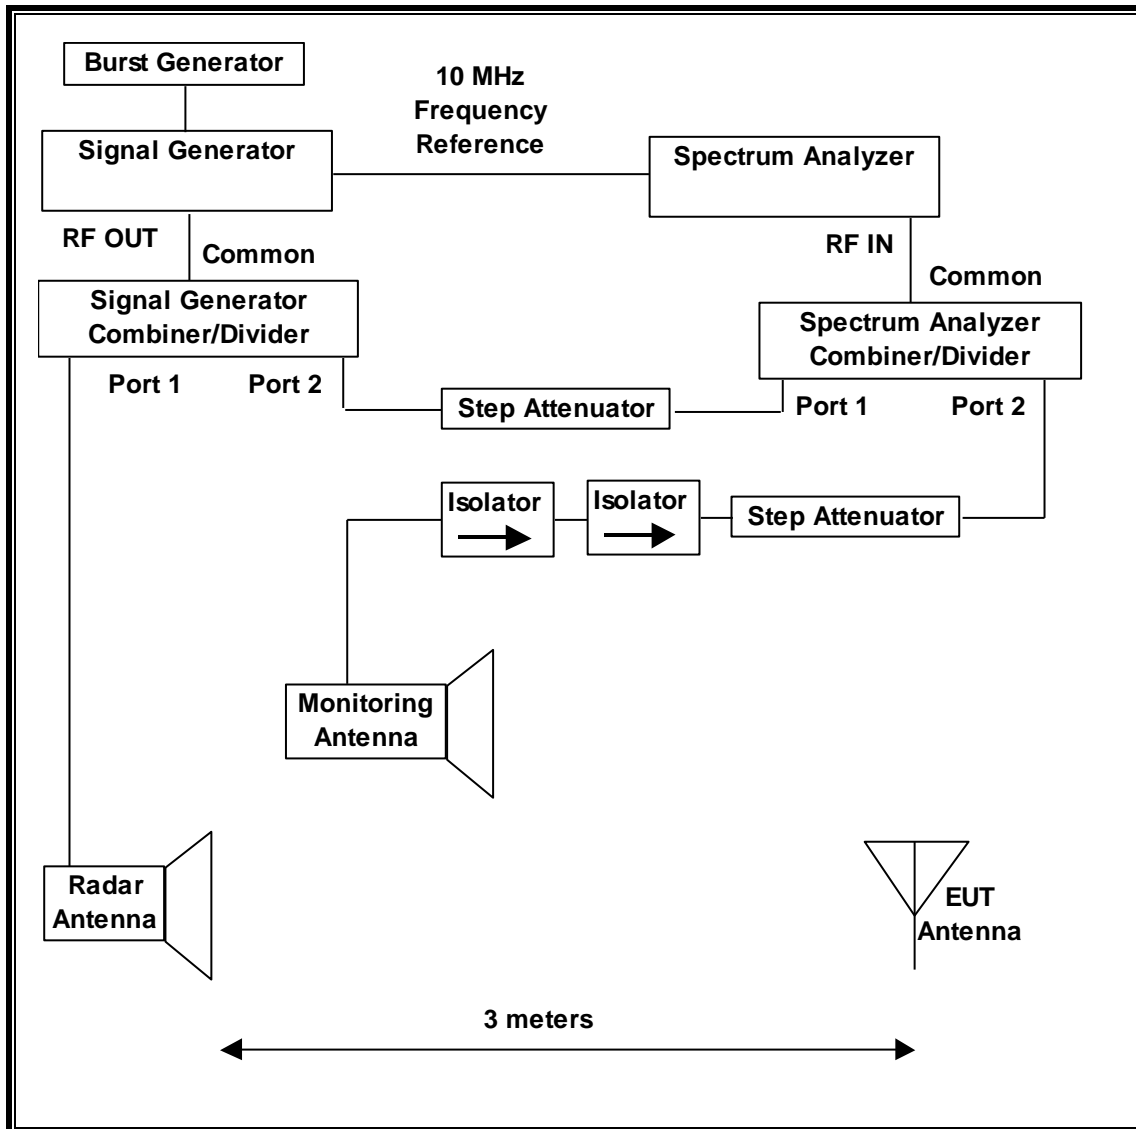 Burst Generator
10 MHz
Frequency
Reference
Signal Generator
Spectrum Analyzer
RF OUT
Common
RF IN
Common
Signal Generator
Combiner/Divider
Spectrum Analyzer
Combiner/Divider
Port 1
Port 2
Step Attenuator
Port 1
Port 2
Isolator
Isolator
Step Attenuator
Monitoring
Antenna
Radar
Antenna
EUT
Antenna
3 meters